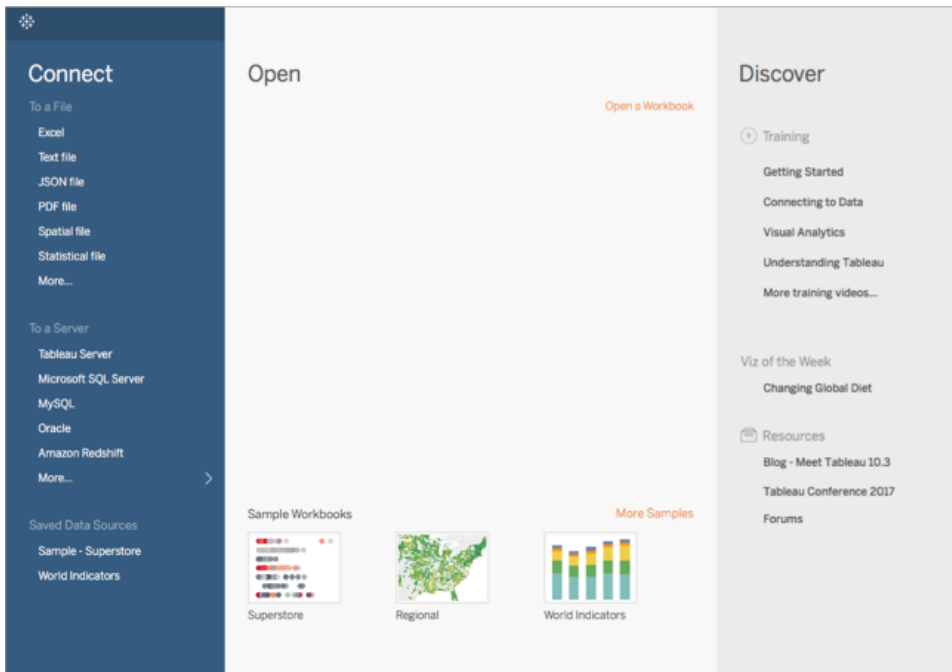 Connect
To a File
Excel
Text file
JSON file
PDF file
Spatial file
Statistical file
More...
To a Server
Tableau Server
Microsoft SQL Server
MySQL
Oracle
Amazon Redshift
More...
Saved Data Sources
Sample - Superstore
World Indicators
Open
Open a Workbook
Sample Workbooks
More Samples
Superstore
Regional
World Indicators
Discover
Training
Getting Started
Connecting to Data
Visual Analytics
Understanding Tableau
More training videos...
Viz of the Week
Changing Global Diet
Resources
Blog - Meet Tableau 10.3
Tableau Conference 2017
Forums